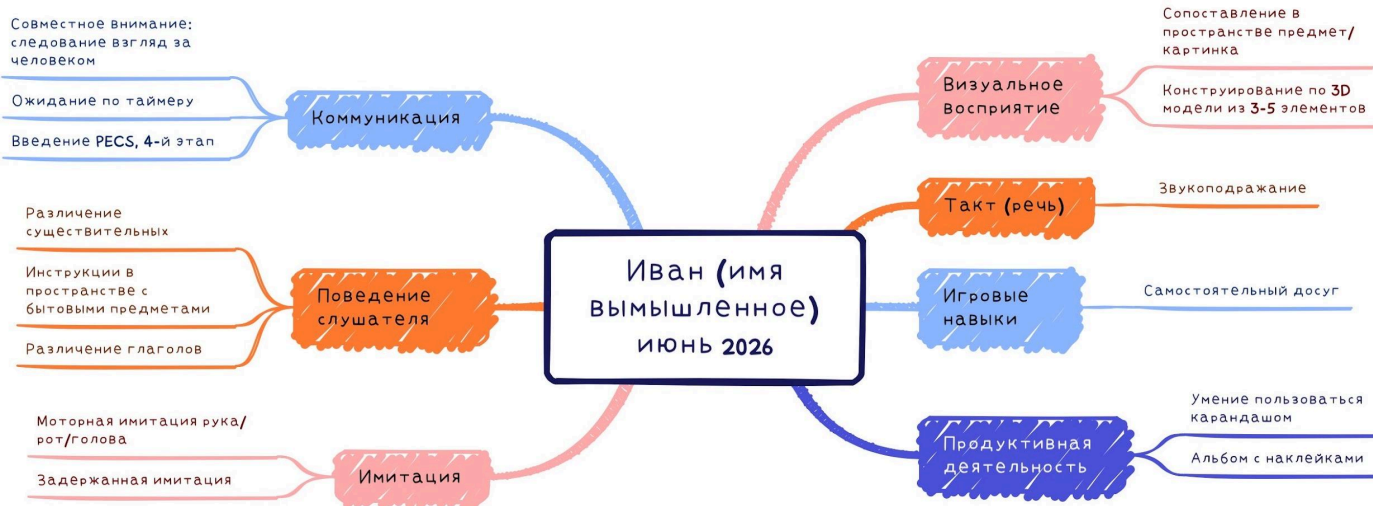 Совместное внимание:
следование взгляд за
человеком
Ожидание по таймеру
Введение PECS, 4-й этап
Коммуникация
Различение
существительных
Инструкции в
пространстве с
бытовыми предметами
Различение глаголов
Поведение
слушателя
Моторная имитация рука/
рот/голова
Задержанная имитация
Имитация
Иван (имя
вымышленное)
июнь 2026
Визуальное
восприятие
Сопоставление в
пространстве предмет/
картинка
Конструирование по 3D
модели из 3-5 элементов
Такт (речь)
Звукоподражание
Игровые
навыки
Самостоятельный досуг
Продуктивная
деятельность
Умение пользоваться
карандашом
Альбом с наклейками